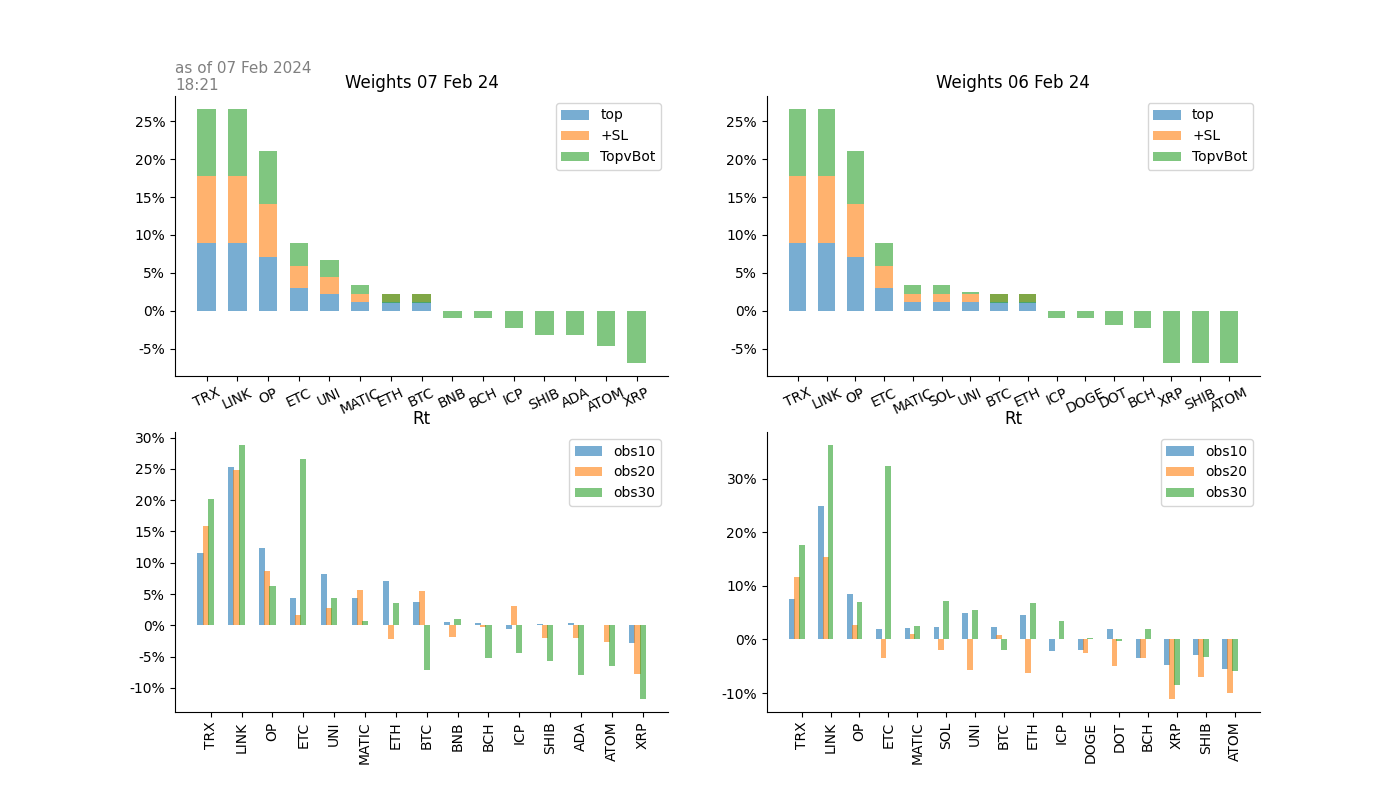 as of 07 Feb 2024
18:21
Weights 07 Feb 24
25%
20%
15%
10%
5%
0%
-5%
top
+SL
TopvBot
TRX LINK OP ETC UNI MATIC ETH BTC BNB BCH ICP SHIB ADA ATOM XRP
Weights 06 Feb 24
25%
20%
15%
10%
5%
0%
-5%
top
+SL
TopvBot
TRX LINK OP ETC MATIC SOL UNI BTC ETH ICP DOGE DOT BCH XRP SHIB ATOM
Rt
30%
25%
20%
15%
10%
5%
0%
-5%
-10%
obs10
obs20
obs30
TRX LINK OP ETC UNI MATIC ETH BTC BNB BCH ICP SHIB ADA ATOM XRP
Rt
30%
20%
10%
0%
-10%
obs10
obs20
obs30
TRX LINK OP ETC MATIC SOL UNI BTC ETH ICP DOGE DOT BCH XRP SHIB ATOM